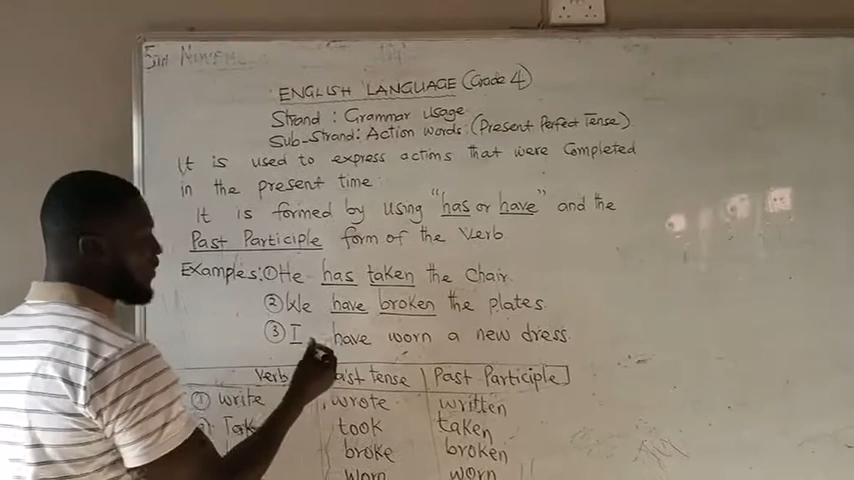 ENGLISH LANGUAGE (Grade 4)
Strand : Grammar usage
Sub-Strand: Action words (Present Perfect Tense)
It is used to express actions that were completed
in the present time.
It is formed by using "has or have" and the
Past Participle form of the verb
Examples: ① He has taken the chair.
② We have broken the plates.
③ I have worn a new dress.
Verb Past Tense Past Participle
① write wrote written
took taken
broke broken
worn